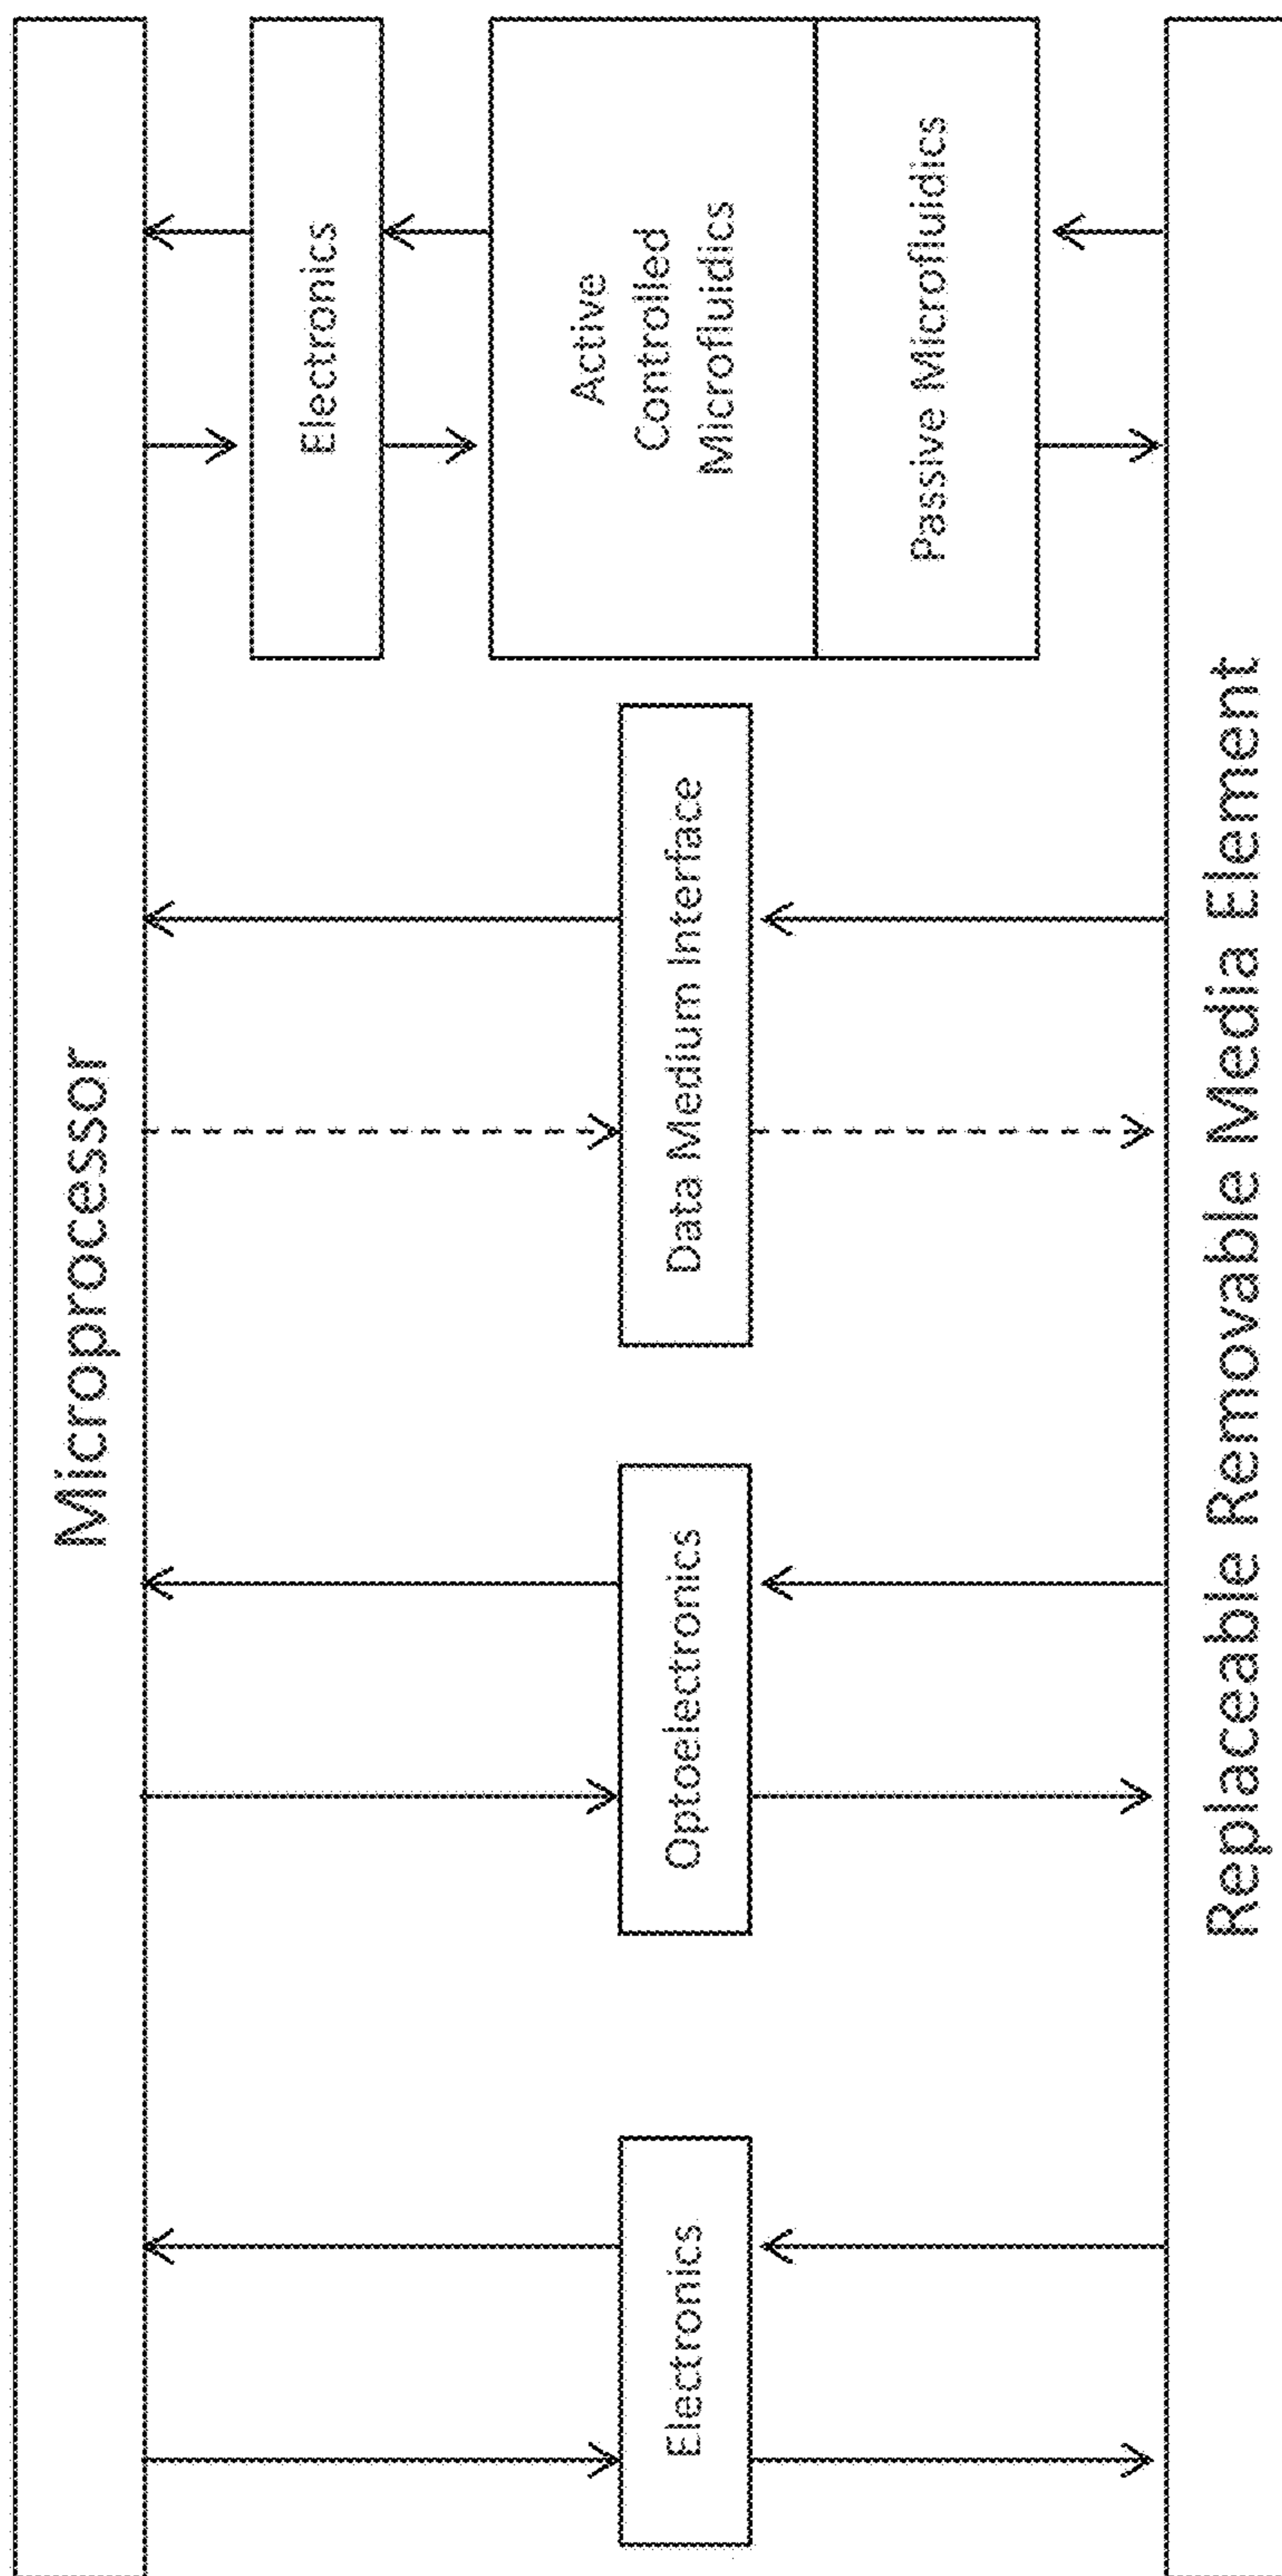 Microprocessor
Electronics
Optoelectronics
Data Medium Interface
Electronics
Active
Controlled
Microfluidics
Passive Microfluidics
Replaceable Removable Media Element